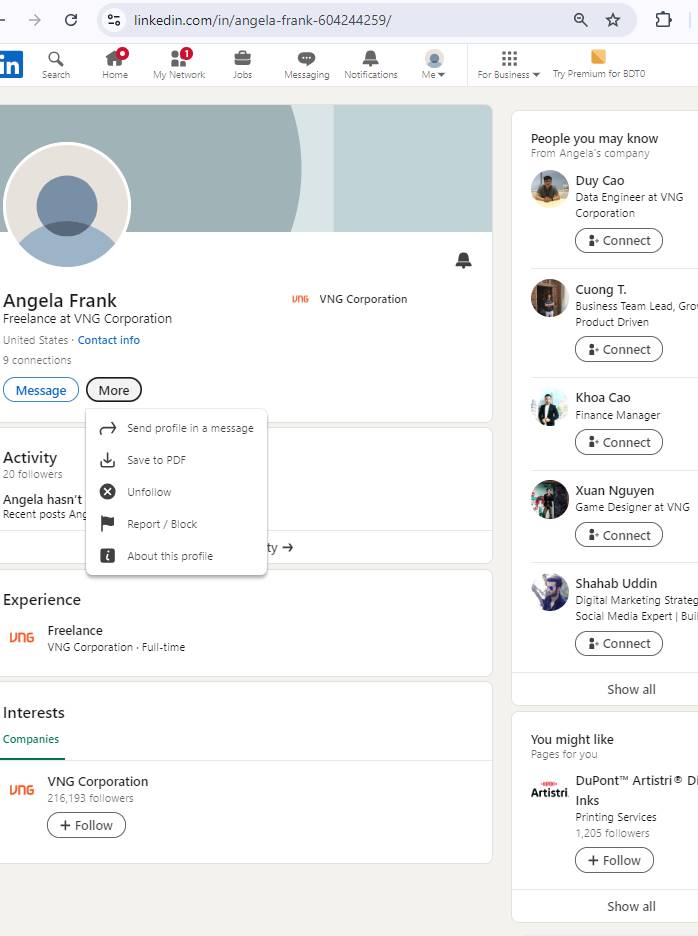 linkedin.com/in/angela-frank-604244259/
in
Search
Home
1
My Network
Jobs
Messaging
Notifications
Me
For Business
Try Premium for BDT0
Angela Frank
Freelance at VNG Corporation
United States · Contact info
9 connections
VNG VNG Corporation
Message
More
Send profile in a message
Save to PDF
Unfollow
Report / Block
About this profile
Activity
20 followers
Angela hasn't
Recent posts Ang
ty →
Experience
VNG
Freelance
VNG Corporation · Full-time
Interests
Companies
VNG
VNG Corporation
216,193 followers
+ Follow
People you may know
From Angela's company
Duy Cao
Data Engineer at VNG
Corporation
Connect
Cuong T.
Business Team Lead, Gro
Product Driven
Connect
Khoa Cao
Finance Manager
Connect
Xuan Nguyen
Game Designer at VNG
Connect
Shahab Uddin
Digital Marketing Strateg
Social Media Expert | Bui
Connect
Show all
You might like
Pages for you
Artistri
DuPont™ Artistri® Di
Inks
Printing Services
1,205 followers
+ Follow
Show all